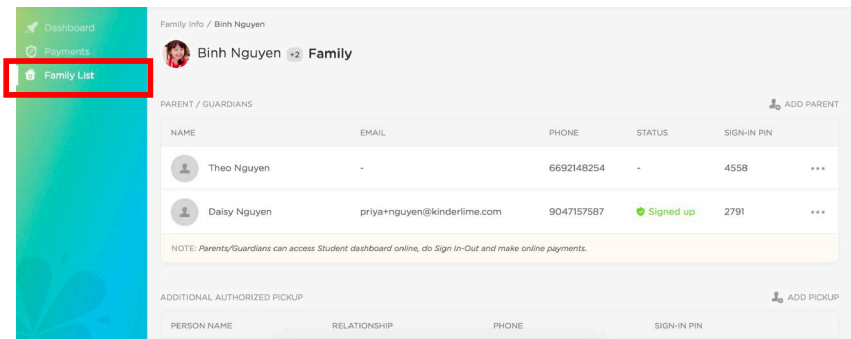 Dashboard
Payments
Family List
Family Info / Binh Nguyen
Binh Nguyen +2 Family
PARENT / GUARDIANS
ADD PARENT
NAME EMAIL PHONE STATUS SIGN-IN PIN
Theo Nguyen - 6692148254 - 4558
Daisy Nguyen priya+nguyen@kinderlime.com 9047157587 Signed up 2791
NOTE: Parents/Guardians can access Student dashboard online, do Sign In-Out and make online payments.
ADDITIONAL AUTHORIZED PICKUP
ADD PICKUP
PERSON NAME RELATIONSHIP PHONE SIGN-IN PIN